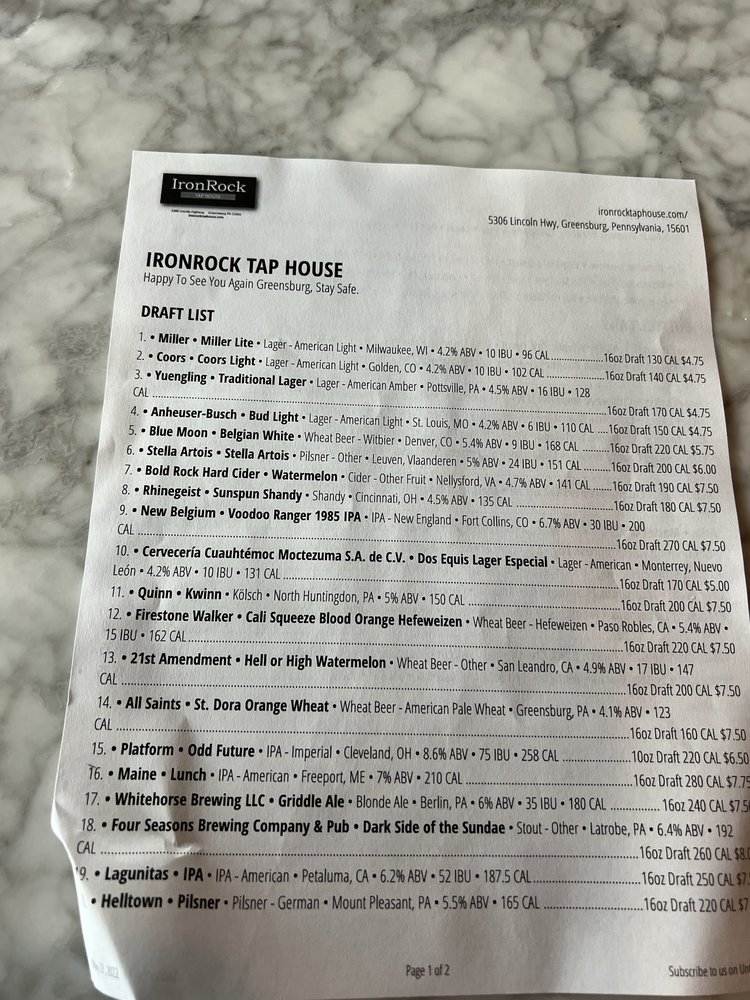 IronRock
TAP HOUSE
ironrocktaphouse.com/
5306 Lincoln Hwy, Greensburg, Pennsylvania, 15601
IRONROCK TAP HOUSE
Happy To See You Again Greensburg, Stay Safe.
DRAFT LIST
1. • Miller • Miller Lite • Lager - American Light • Milwaukee, WI • 4.2% ABV • 10 IBU • 96 CAL ....................16oz Draft 130 CAL $4.75
2. • Coors • Coors Light • Lager - American Light • Golden, CO • 4.2% ABV • 10 IBU • 102 CAL ......................16oz Draft 140 CAL $4.75
3. • Yuengling • Traditional Lager • Lager - American Amber • Pottsville, PA • 4.5% ABV • 16 IBU • 128
CAL ....................16oz Draft 170 CAL $4.75
4. • Anheuser-Busch • Bud Light • Lager - American Light • St. Louis, MO • 4.2% ABV • 6 IBU • 110 CAL ....16oz Draft 150 CAL $4.75
5. • Blue Moon • Belgian White • Wheat Beer - Witbier • Denver, CO • 5.4% ABV • 9 IBU • 168 CAL ..........16oz Draft 220 CAL $5.75
6. • Stella Artois • Stella Artois • Pilsner - Other • Leuven, Vlaanderen • 5% ABV • 24 IBU • 151 CAL ..........16oz Draft 200 CAL $6.00
7. • Bold Rock Hard Cider • Watermelon • Cider - Other Fruit • Nellysford, VA • 4.7% ABV • 141 CAL .......16oz Draft 190 CAL $7.50
8. • Rhinegeist • Sunspun Shandy • Shandy • Cincinnati, OH • 4.5% ABV • 135 CAL ....................16oz Draft 180 CAL $7.50
9. • New Belgium • Voodoo Ranger 1985 IPA • IPA - New England • Fort Collins, CO • 6.7% ABV • 30 IBU • 200
CAL ....................16oz Draft 270 CAL $7.50
10. • Cervecería Cuauhtémoc Moctezuma S.A. de C.V. • Dos Equis Lager Especial • Lager - American • Monterrey, Nuevo
León • 4.2% ABV • 10 IBU • 131 CAL ....................16oz Draft 170 CAL $5.00
11. • Quinn • Kwinn • Kölsch • North Huntingdon, PA • 5% ABV • 150 CAL ....................16oz Draft 200 CAL $7.50
12. • Firestone Walker • Cali Squeeze Blood Orange Hefeweizen • Wheat Beer - Hefeweizen • Paso Robles, CA • 5.4% ABV •
15 IBU • 162 CAL ....................16oz Draft 220 CAL $7.50
13. • 21st Amendment • Hell or High Watermelon • Wheat Beer - Other • San Leandro, CA • 4.9% ABV • 17 IBU • 147
CAL ....................16oz Draft 200 CAL $7.50
14. • All Saints • St. Dora Orange Wheat • Wheat Beer - American Pale Wheat • Greensburg, PA • 4.1% ABV • 123
CAL ....................16oz Draft 160 CAL $7.50
15. • Platform • Odd Future • IPA - Imperial • Cleveland, OH • 8.6% ABV • 75 IBU • 258 CAL ....................10oz Draft 220 CAL $6.50
16. • Maine • Lunch • IPA - American • Freeport, ME • 7% ABV • 210 CAL ....................16oz Draft 280 CAL $7.75
17. • Whitehorse Brewing LLC • Griddle Ale • Blonde Ale • Berlin, PA • 6% ABV • 35 IBU • 180 CAL ...............16oz 240 CAL $7.5
18. • Four Seasons Brewing Company & Pub • Dark Side of the Sundae • Stout - Other • Latrobe, PA • 6.4% ABV • 192
CAL ....................16oz Draft 260 CAL $8.
9. • Lagunitas • IPA • IPA - American • Petaluma, CA • 6.2% ABV • 52 IBU • 187.5 CAL ....................16oz Draft 250 CAL $7.
• Helltown • Pilsner • Pilsner - German • Mount Pleasant, PA • 5.5% ABV • 165 CAL ....................16oz Draft 220 CAL $7
Page 1 of 2
Subscribe to us on